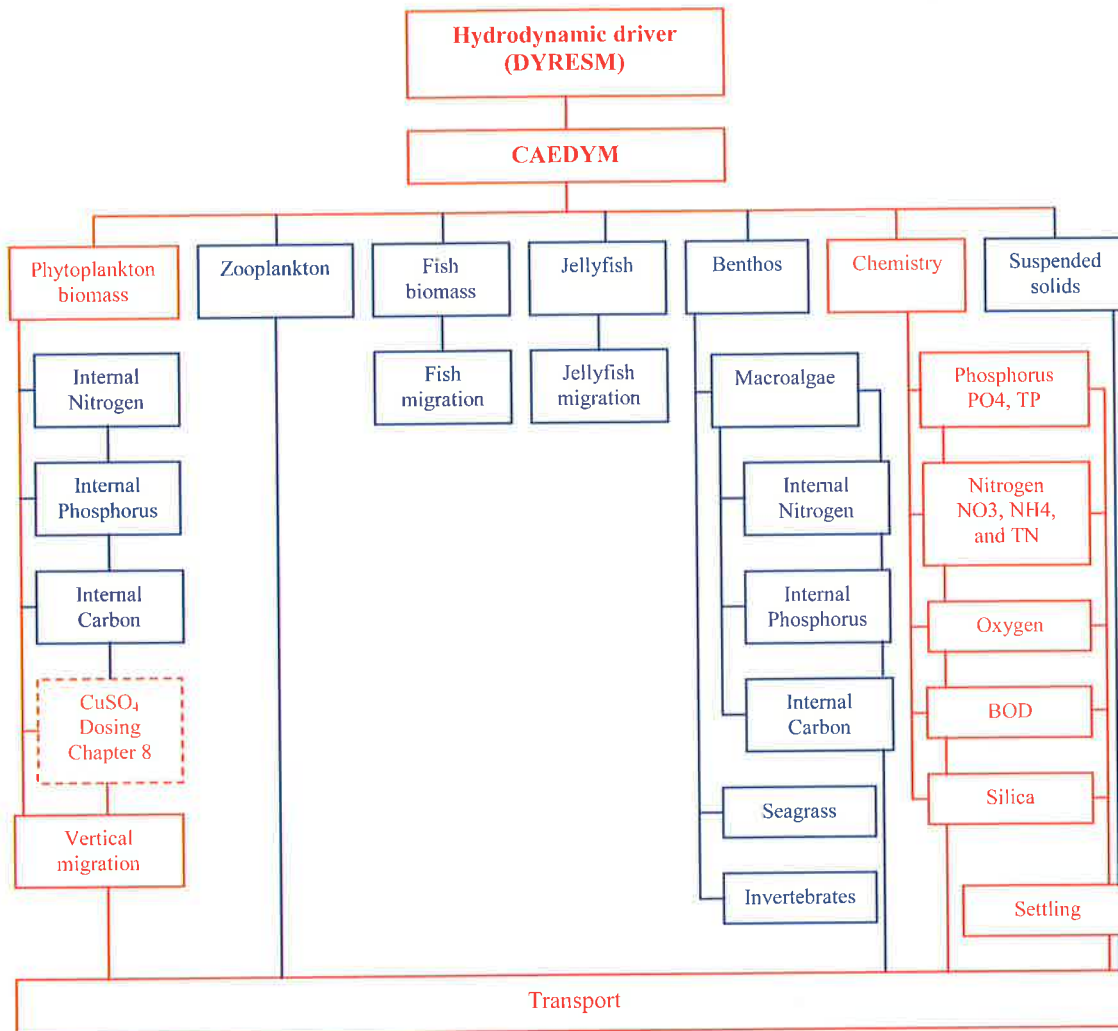 Hydrodynamic driver
(DYRESM)
CAEDYM
Phytoplankton
biomass
Zooplankton
Fish
biomass
Jellyfish
Benthos
Chemistry
Suspended
solids
Internal
Nitrogen
Internal
Phosphorus
Internal
Carbon
CuSO₄
Dosing
Chapter 8
Vertical
migration
Fish
migration
Jellyfish
migration
Macroalgae
Internal
Nitrogen
Internal
Phosphorus
Internal
Carbon
Seagrass
Invertebrates
Phosphorus
PO4, TP
Nitrogen
NO3, NH4,
and TN
Oxygen
BOD
Silica
Settling
Transport